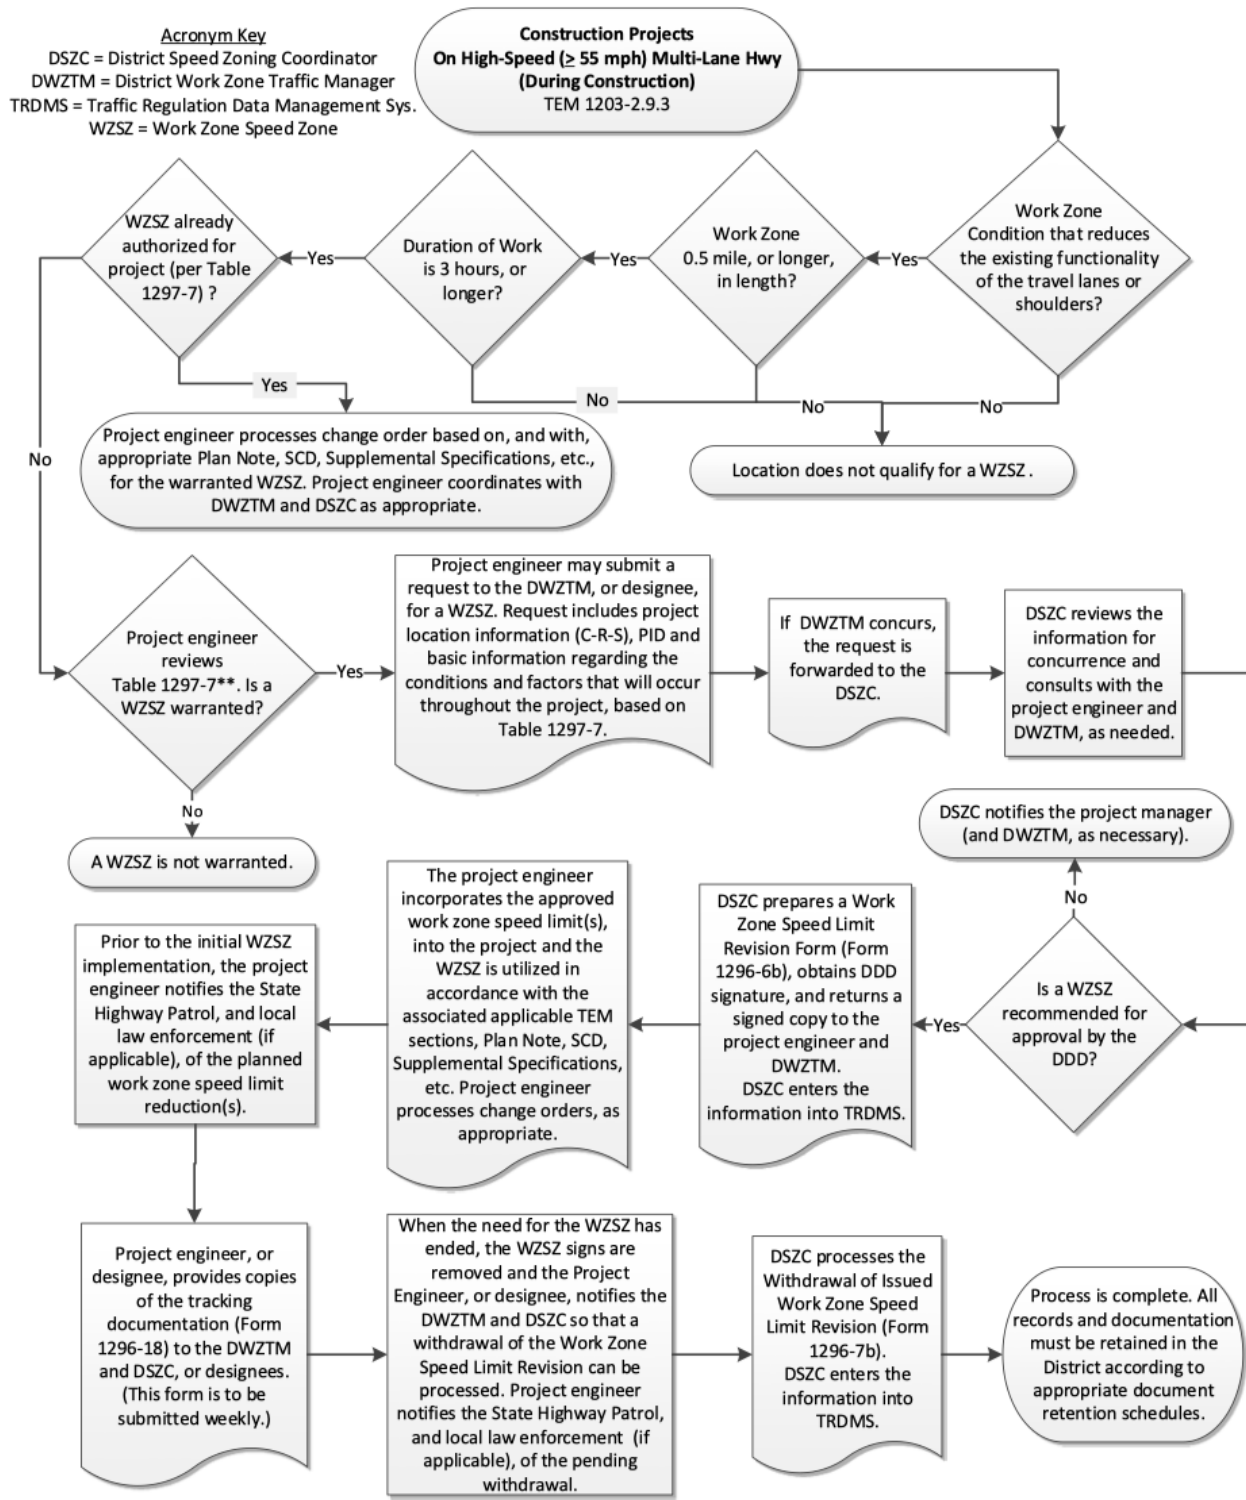 Acronym Key
DSZC = District Speed Zoning Coordinator
DWZTM = District Work Zone Traffic Manager
TRDMS = Traffic Regulation Data Management Sys.
WZSZ = Work Zone Speed Zone
Construction Projects
On High-Speed (≥ 55 mph) Multi-Lane Hwy
(During Construction)
TEM 1203-2.9.3
Work Zone
Condition that reduces
the existing functionality
of the travel lanes or
shoulders?
Yes
No
Work Zone
0.5 mile, or longer,
in length?
Yes
No
Duration of Work
is 3 hours, or
longer?
Yes
No
WZSZ already
authorized for
project (per Table
1297-7) ?
Yes
No
Project engineer processes change order based on, and with,
appropriate Plan Note, SCD, Supplemental Specifications, etc.,
for the warranted WZSZ. Project engineer coordinates with
DWZTM and DSZC as appropriate.
Location does not qualify for a WZSZ .
Project engineer
reviews
Table 1297-7**. Is a
WZSZ warranted?
Yes
No
A WZSZ is not warranted.
Project engineer may submit a
request to the DWZTM, or designee,
for a WZSZ. Request includes project
location information (C-R-S), PID and
basic information regarding the
conditions and factors that will occur
throughout the project, based on
Table 1297-7.
If DWZTM concurs,
the request is
forwarded to the
DSZC.
DSZC reviews the
information for
concurrence and
consults with the
project engineer and
DWZTM, as needed.
Is a WZSZ
recommended for
approval by the
DDD?
No
DSZC notifies the project manager
(and DWZTM, as necessary).
Yes
DSZC prepares a Work
Zone Speed Limit
Revision Form (Form
1296-6b), obtains DDD
signature, and returns a
signed copy to the
project engineer and
DWZTM.
DSZC enters the
information into TRDMS.
The project engineer
incorporates the approved
work zone speed limit(s),
into the project and the
WZSZ is utilized in
accordance with the
associated applicable TEM
sections, Plan Note, SCD,
Supplemental Specifications,
etc. Project engineer
processes change orders, as
appropriate.
Prior to the initial WZSZ
implementation, the project
engineer notifies the State
Highway Patrol, and local
law enforcement (if
applicable), of the planned
work zone speed limit
reduction(s).
Project engineer, or
designee, provides copies
of the tracking
documentation (Form
1296-18) to the DWZTM
and DSZC, or designees.
(This form is to be
submitted weekly.)
When the need for the WZSZ has
ended, the WZSZ signs are
removed and the Project
Engineer, or designee, notifies the
DWZTM and DSZC so that a
withdrawal of the Work Zone
Speed Limit Revision can be
processed. Project engineer
notifies the State Highway Patrol,
and local law enforcement (if
applicable), of the pending
withdrawal.
DSZC processes the
Withdrawal of Issued
Work Zone Speed
Limit Revision (Form
1296-7b).
DSZC enters the
information into
TRDMS.
Process is complete. All
records and documentation
must be retained in the
District according to
appropriate document
retention schedules.